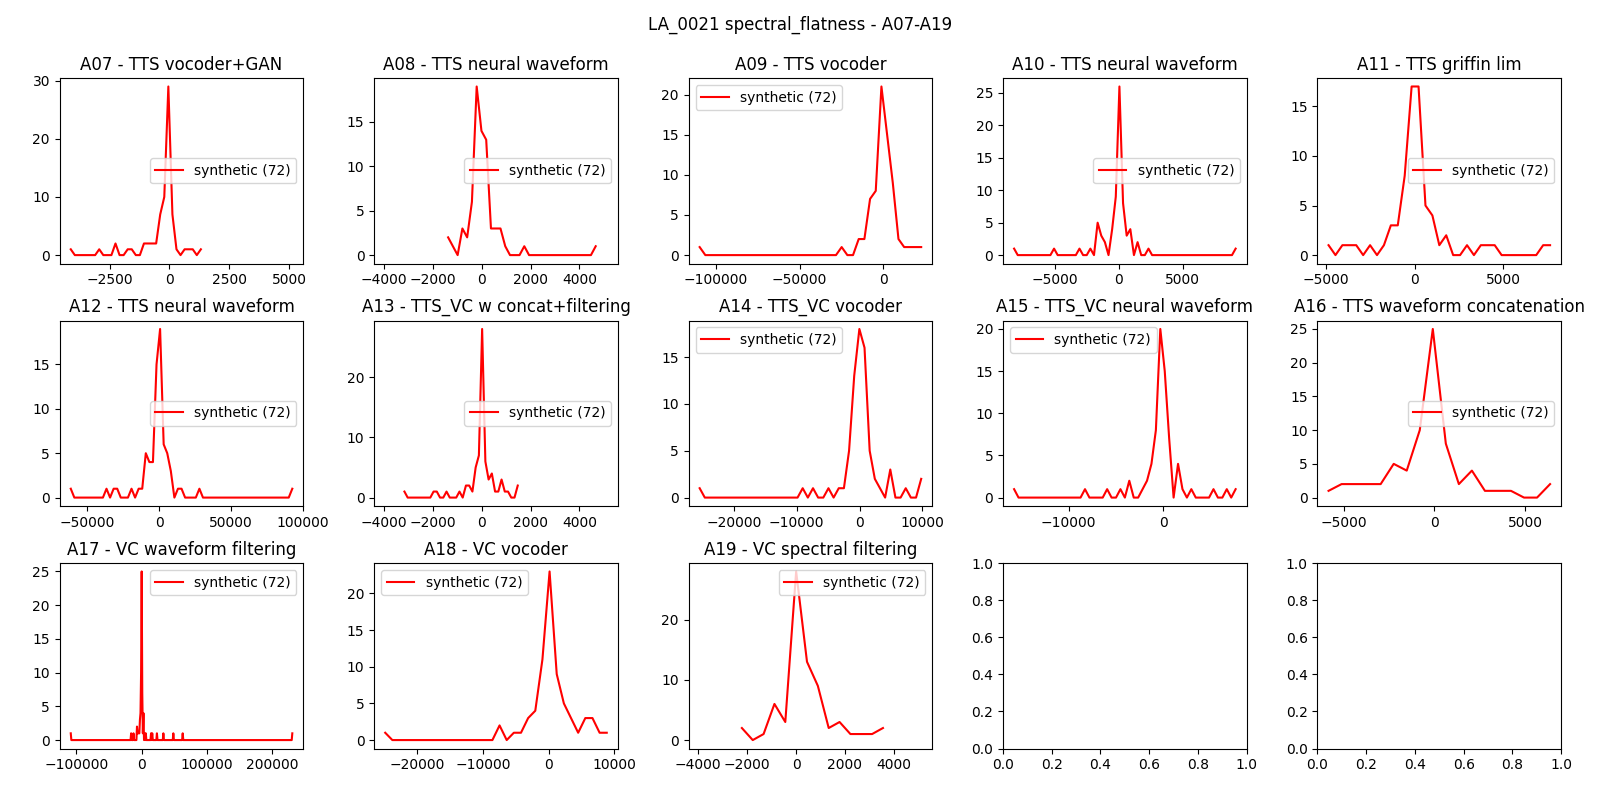 LA_0021 spectral_flatness - A07-A19
A07 - TTS vocoder+GAN
30
20
10
0
synthetic (72)
−2500 0 2500 5000
A08 - TTS neural waveform
15
10
5
0
synthetic (72)
−4000 −2000 0 2000 4000
A09 - TTS vocoder
20
15
10
5
0
synthetic (72)
−100000 −50000 0
A10 - TTS neural waveform
25
20
15
10
5
0
synthetic (72)
−5000 0 5000
A11 - TTS griffin lim
15
10
5
0
synthetic (72)
−5000 0 5000
A12 - TTS neural waveform
15
10
5
0
synthetic (72)
−50000 0 50000 100000
A13 - TTS_VC w concat+filtering
20
10
0
synthetic (72)
−4000 −2000 0 2000 4000
A14 - TTS_VC vocoder
15
10
5
0
synthetic (72)
−20000 −10000 0 10000
A15 - TTS_VC neural waveform
20
15
10
5
0
synthetic (72)
−10000 0
A16 - TTS waveform concatenation
25
20
15
10
5
0
synthetic (72)
−5000 0 5000
A17 - VC waveform filtering
25
20
15
10
5
0
synthetic (72)
−100000 0 100000 200000
A18 - VC vocoder
20
15
10
5
0
synthetic (72)
−20000 −10000 0 10000
A19 - VC spectral filtering
20
10
0
synthetic (72)
−4000 −2000 0 2000 4000
1.0
0.8
0.6
0.4
0.2
0.0
0.0 0.2 0.4 0.6 0.8 1.0
1.0
0.8
0.6
0.4
0.2
0.0
0.0 0.2 0.4 0.6 0.8 1.0